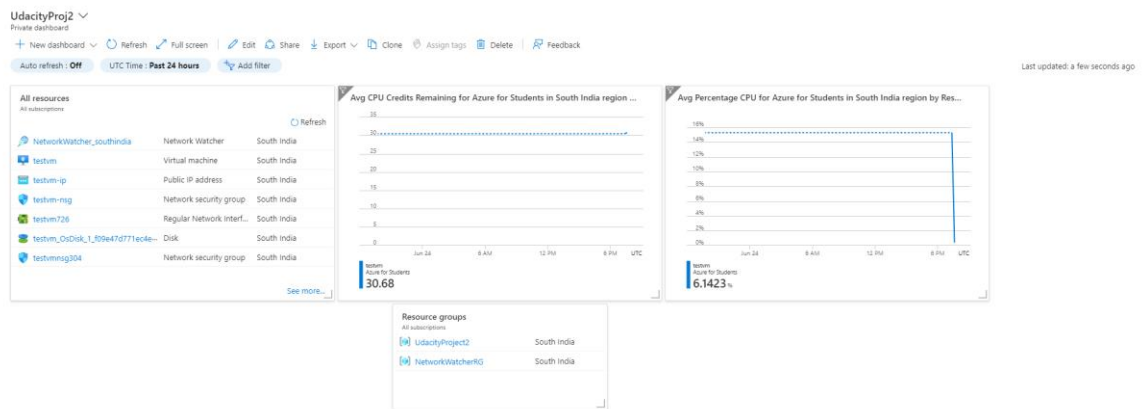 UdacityProj2
Private dashboard
New dashboard Refresh Full screen Edit Share Export Clone Assign tags Delete Feedback
Auto refresh : Off UTC Time : Past 24 hours Add filter
Last updated: a few seconds ago
All resources
All subscriptions
Refresh
NetworkWatcher_southindia Network Watcher South India
testvm Virtual machine South India
testvm-ip Public IP address South India
testvm-nsg Network security group South India
testvm726 Regular Network Interf... South India
testvm_OsDisk_1_f09e47d771ec4e... Disk South India
testvmnsg304 Network security group South India
See more...
Avg CPU Credits Remaining for Azure for Students in South India region ...
35
30
25
20
15
10
5
0
Jun 24 6 AM 12 PM 6 PM UTC
testvm
Azure for Students
30.68
Avg Percentage CPU for Azure for Students in South India region by Res...
16%
14%
12%
10%
8%
6%
4%
2%
0%
Jun 24 6 AM 12 PM 6 PM UTC
testvm
Azure for Students
6.1423 %
Resource groups
All subscriptions
UdacityProject2 South India
NetworkWatcherRG South India